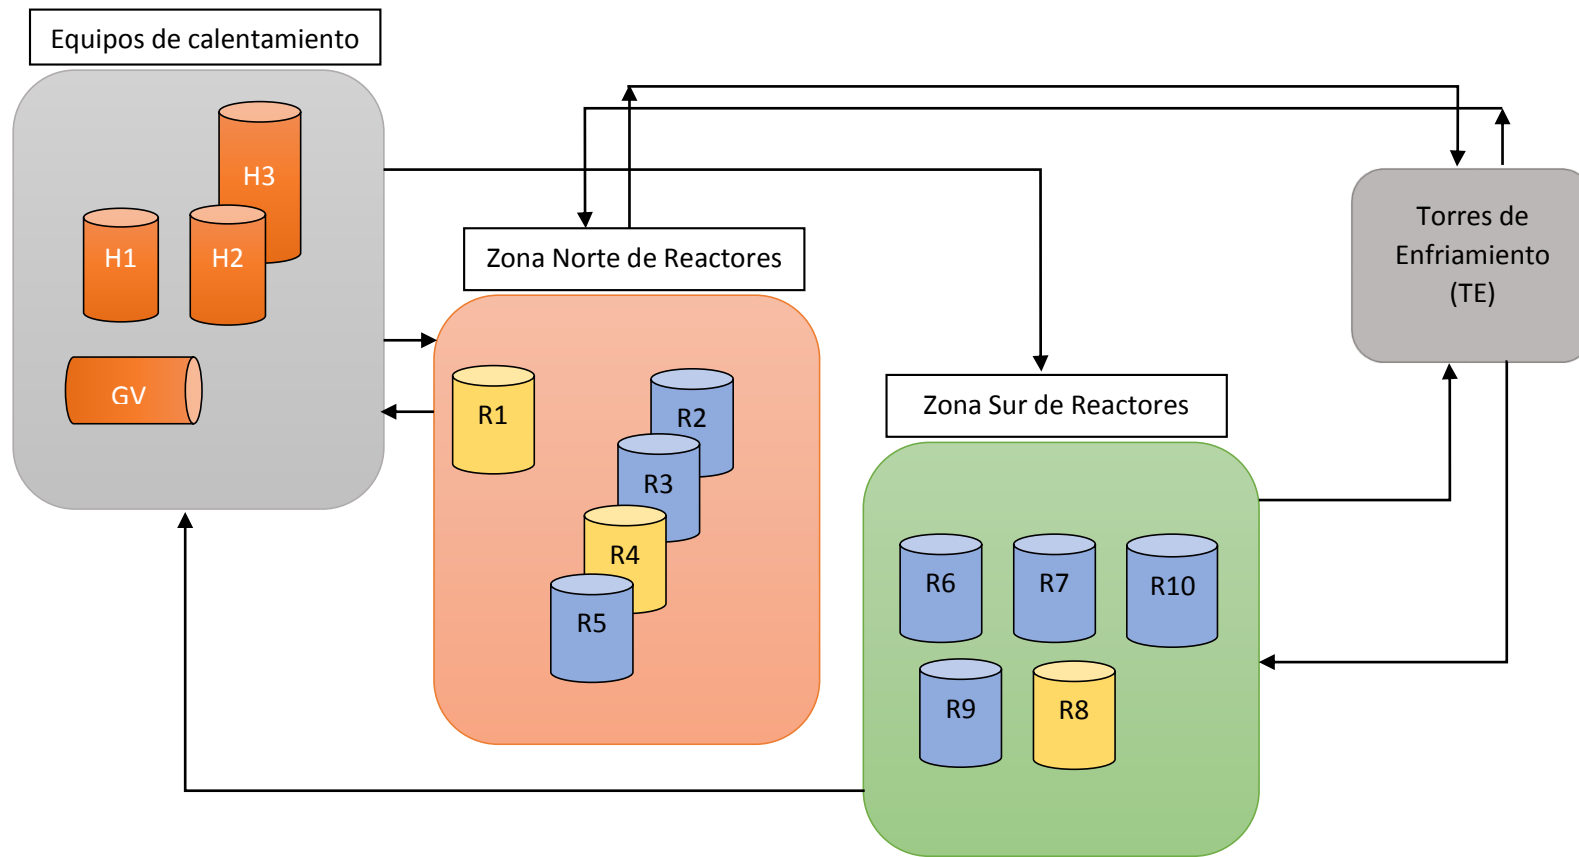 Equipos de calentamiento
H3
H1
H2
GV
Zona Norte de Reactores
R1
R2
R3
R4
R5
Zona Sur de Reactores
R6
R7
R10
R9
R8
Torres de
Enfriamiento
(TE)